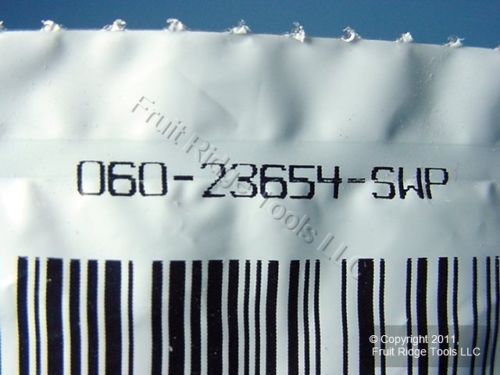 Fruit Ridge Tools LLC
060-23654-SWP
© Copyright 2011,
Fruit Ridge Tools LLC